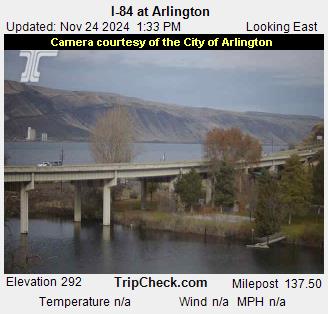 I-84 at Arlington
Updated: Nov 24 2024 1:33 PM Looking East
Camera courtesy of the City of Arlington
Elevation 292 TripCheck.com Milepost 137.50
Temperature n/a Wind n/a MPH n/a